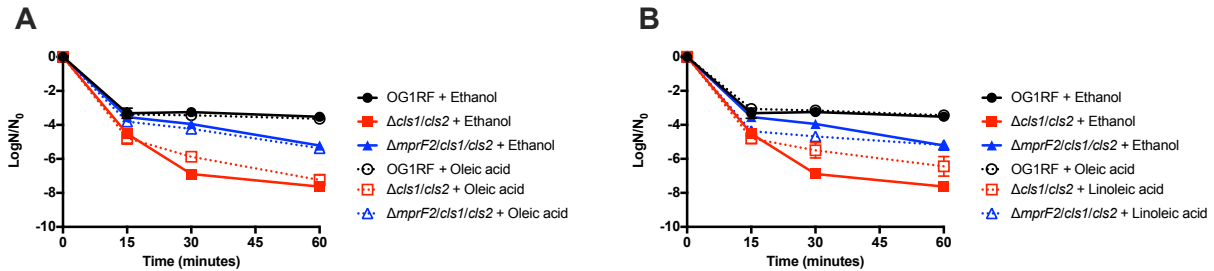 A
LogN/N0
0
-2
-4
-6
-8
-10
0
15
30
45
60
Time (minutes)
OG1RF + Ethanol
Δcls1/cls2 + Ethanol
ΔmprF2/cls1/cls2 + Ethanol
OG1RF + Oleic acid
Δcls1/cls2 + Oleic acid
ΔmprF2/cls1/cls2 + Oleic acid
B
LogN/N0
0
-2
-4
-6
-8
-10
0
15
30
45
60
Time (minutes)
OG1RF + Ethanol
Δcls1/cls2 + Ethanol
ΔmprF2/cls1/cls2 + Ethanol
OG1RF + Oleic acid
Δcls1/cls2 + Linoleic acid
ΔmprF2/cls1/cls2 + Linoleic acid